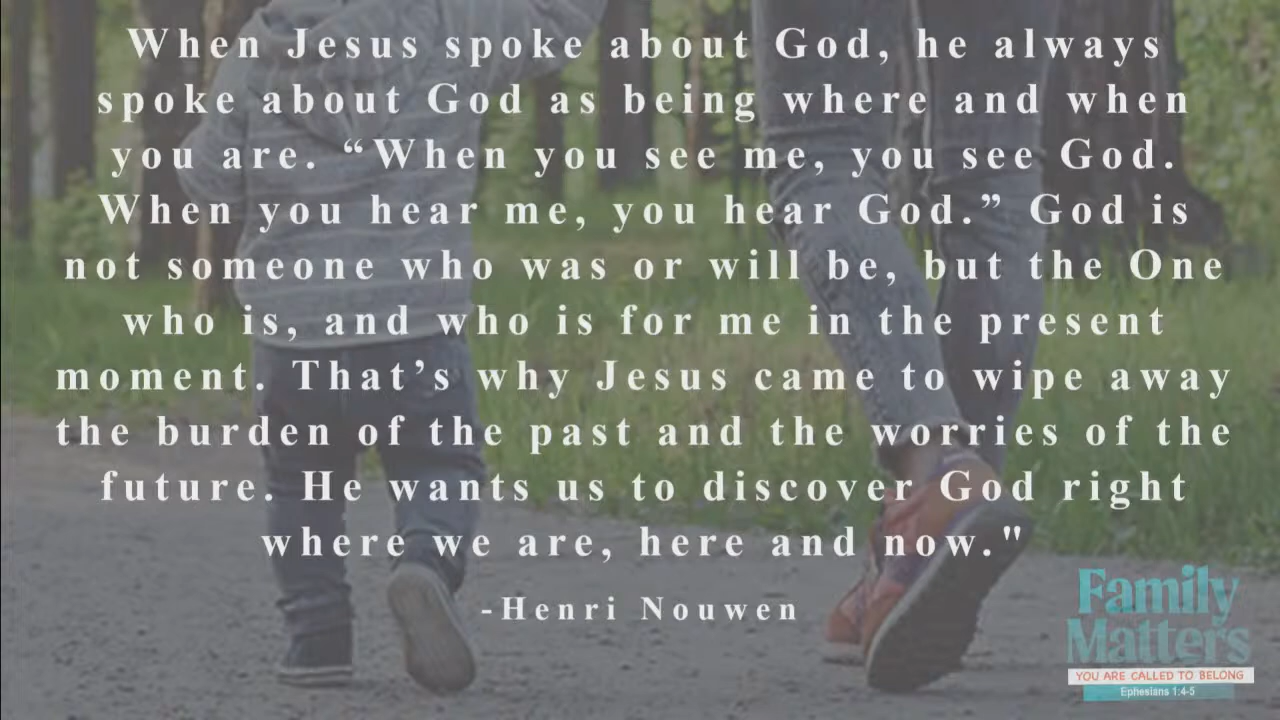 When Jesus spoke about God, he always
spoke about God as being where and when
you are. “When you see me, you see God.
When you hear me, you hear God.” God is
not someone who was or will be, but the One
who is, and who is for me in the present
moment. That’s why Jesus came to wipe away
the burden of the past and the worries of the
future. He wants us to discover God right
where we are, here and now."
-Henri Nouwen
Family
Matters
YOU ARE CALLED TO BELONG
Ephesians 1:4-5